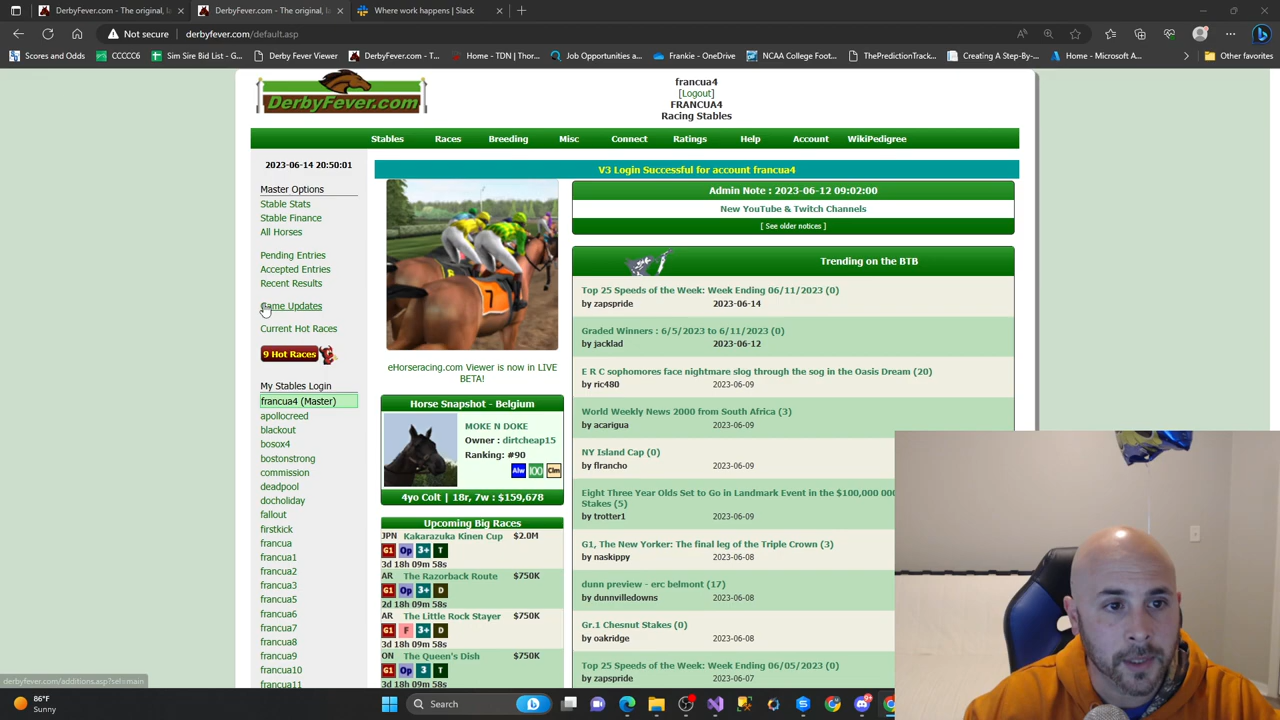 DerbyFever.com - The original, l
DerbyFever.com - The original, l
Where work happens | Slack
Not secure | derbyfever.com/default.asp
Scores and Odds
CCCCC6
Sim Sire Bid List - G...
Derby Fever Viewer
DerbyFever.com - T...
Home - TDN | Thor...
Job Opportunities a...
Frankie - OneDrive
NCAA College Foot...
ThePredictionTrack...
Creating A Step-By-...
Home - Microsoft A...
Other favorites
DerbyFever.com
francua4
[Logout]
FRANCUA4
Racing Stables
Stables Races Breeding Misc Connect Ratings Help Account WikiPedigree
2023-06-14 20:50:01
Master Options
Stable Stats
Stable Finance
All Horses
Pending Entries
Accepted Entries
Recent Results
Game Updates
Current Hot Races
9 Hot Races
My Stables Login
francua4 (Master)
apollocreed
blackout
bosox4
bostonstrong
commission
deadpool
docholiday
fallout
firstkick
francua
francua1
francua2
francua3
francua5
francua6
francua7
francua8
francua9
francua10
francua11
V3 Login Successful for account francua4
7
eHorseracing.com Viewer is now in LIVE
BETA!
Horse Snapshot - Belgium
MOKE N DOKE
Owner : dirtcheap15
Ranking: #90
Alw 100 Clm
4yo Colt | 18r, 7w : $159,678
Upcoming Big Races
JPN Kakarazuka Kinen Cup $2.0M
G1 Op 3+ T
3d 18h 09m 58s
AR The Razorback Route $750K
G1 Op 3+ D
2d 18h 09m 58s
AR The Little Rock Stayer $750K
G1 F 3+ D
3d 18h 09m 58s
ON The Queen's Dish $750K
G1 Op 3 T
3d 18h 09m 58s
Admin Note : 2023-06-12 09:02:00
New YouTube & Twitch Channels
[ See older notices ]
Trending on the BTB
Top 25 Speeds of the Week: Week Ending 06/11/2023 (0)
by zapspride 2023-06-14
Graded Winners : 6/5/2023 to 6/11/2023 (0)
by jacklad 2023-06-12
E R C sophomores face nightmare slog through the sog in the Oasis Dream (20)
by ric480 2023-06-09
World Weekly News 2000 from South Africa (3)
by acarigua 2023-06-09
NY Island Cap (0)
by flrancho 2023-06-09
Eight Three Year Olds Set to Go in Landmark Event in the $100,000 000
Stakes (5)
by trotter1 2023-06-09
G1, The New Yorker: The final leg of the Triple Crown (3)
by naskippy 2023-06-08
dunn preview - erc belmont (17)
by dunnvilledowns 2023-06-08
Gr.1 Chesnut Stakes (0)
by oakridge 2023-06-08
Top 25 Speeds of the Week: Week Ending 06/05/2023 (0)
by zapspride 2023-06-07
derbyfever.com/additions.asp?sel=main
86°F
Sunny
Search